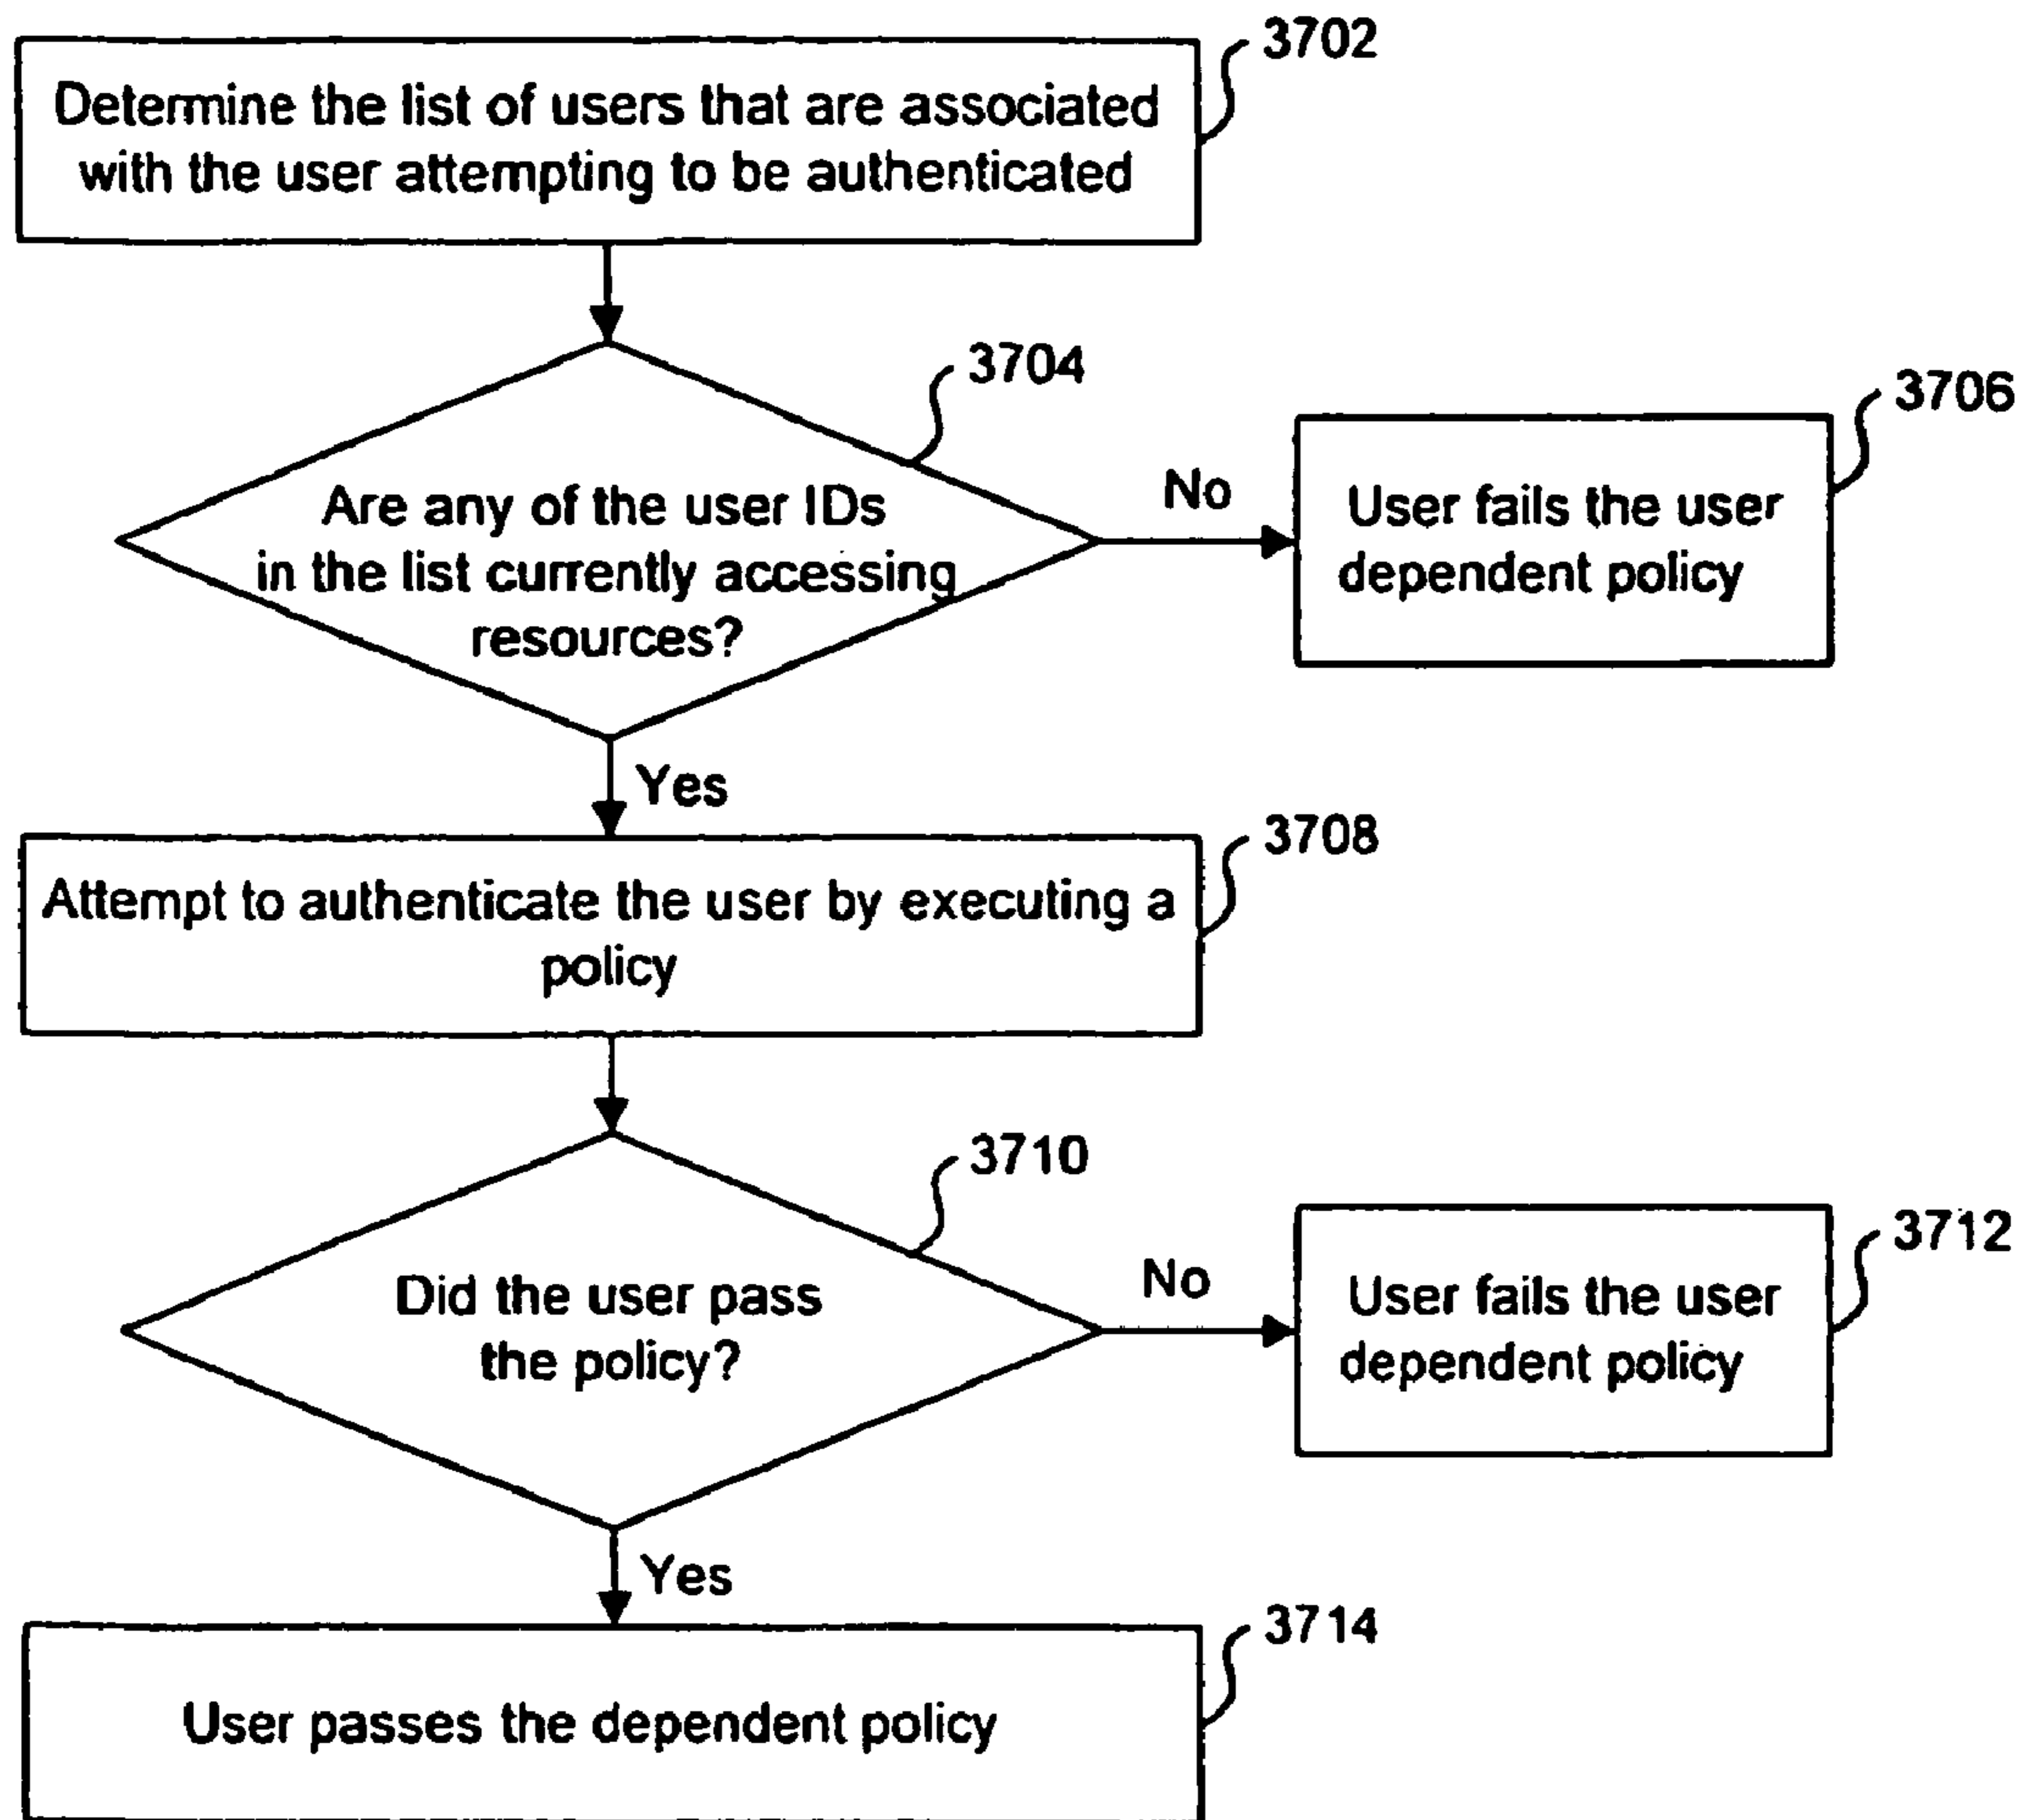 3702
Determine the list of users that are associated
with the user attempting to be authenticated
3704
Are any of the user IDs
in the list currently accessing
resources?
No
3706
User fails the user
dependent policy
Yes
3708
Attempt to authenticate the user by executing a
policy
3710
Did the user pass
the policy?
No
3712
User fails the user
dependent policy
Yes
3714
User passes the dependent policy